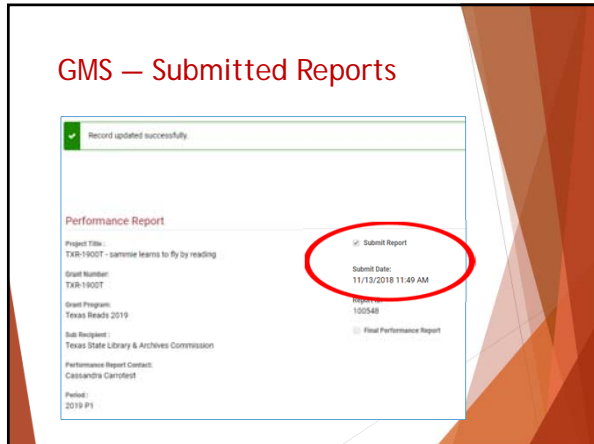 GMS — Submitted Reports
Record updated successfully.
Performance Report
Project Title :
TXR-1900T - sammie learns to fly by reading
Grant Number:
TXR-1900T
Grant Program:
Texas Reads 2019
Sub Recipient :
Texas State Library & Archives Commission
Performance Report Contact:
Cassandra Carrotest
Period :
2019 P1
Submit Report
Submit Date:
11/13/2018 11:49 AM
Report ID:
100548
Final Performance Report